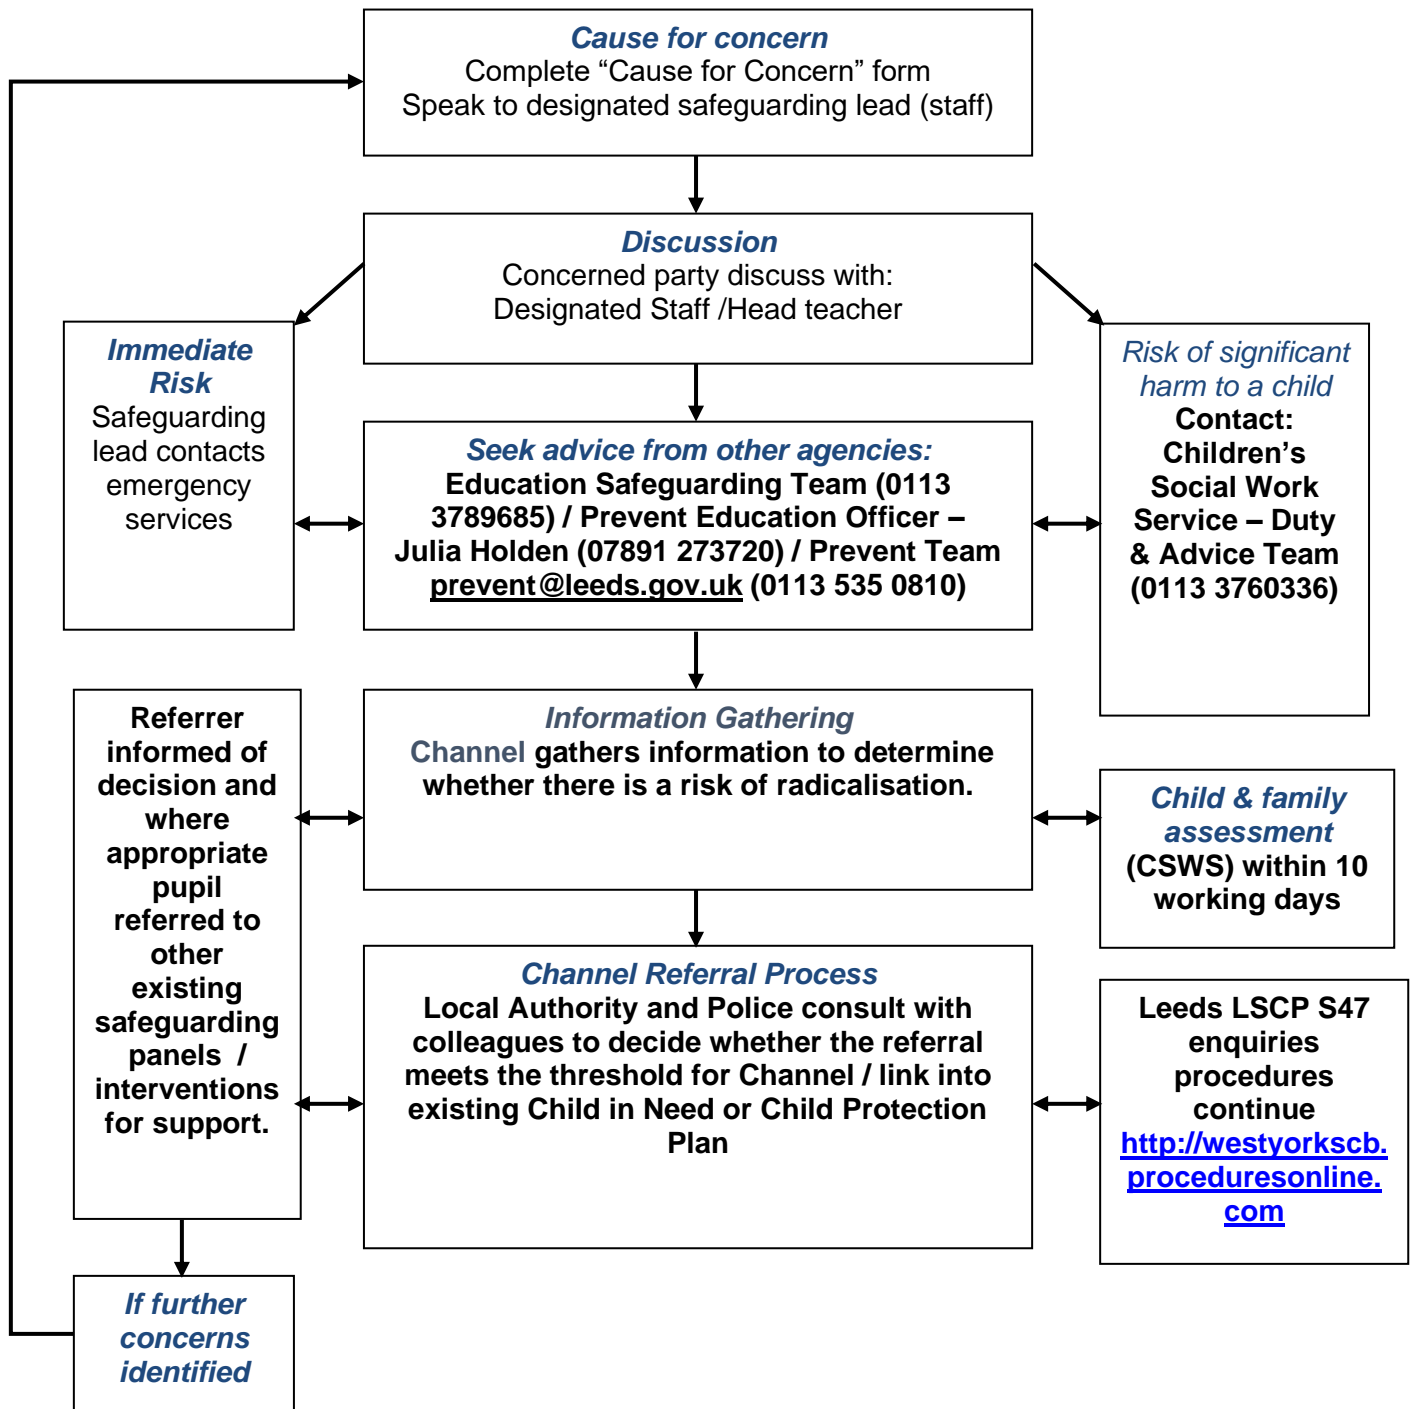 Cause for concern
Complete “Cause for Concern” form
Speak to designated safeguarding lead (staff)
Discussion
Concerned party discuss with:
Designated Staff /Head teacher
Immediate
Risk
Safeguarding
lead contacts
emergency
services
Seek advice from other agencies:
Education Safeguarding Team (0113
3789685) / Prevent Education Officer –
Julia Holden (07891 273720) / Prevent Team
prevent@leeds.gov.uk (0113 535 0810)
Risk of significant
harm to a child
Contact:
Children’s
Social Work
Service – Duty
& Advice Team
(0113 3760336)
Referrer
informed of
decision and
where
appropriate
pupil
referred to
other
existing
safeguarding
panels /
interventions
for support.
Information Gathering
Channel gathers information to determine
whether there is a risk of radicalisation.
Child & family
assessment
(CSWS) within 10
working days
Channel Referral Process
Local Authority and Police consult with
colleagues to decide whether the referral
meets the threshold for Channel / link into
existing Child in Need or Child Protection
Plan
Leeds LSCP S47
enquiries
procedures
continue
http://westyorkscb.
proceduresonline.
com
If further
concerns
identified